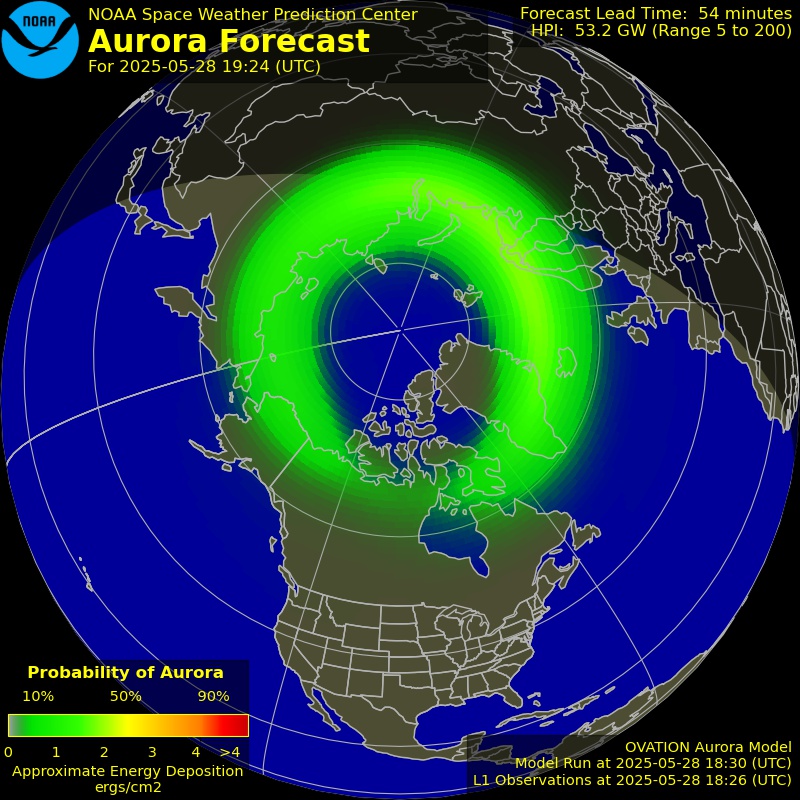 NOAA
NOAA Space Weather Prediction Center
Aurora Forecast
For 2025-05-28 19:24 (UTC)
Forecast Lead Time: 54 minutes
HPI: 53.2 GW (Range 5 to 200)
Probability of Aurora
10% 50% 90%
0 1 2 3 4 >4
Approximate Energy Deposition
ergs/cm2
OVATION Aurora Model
Model Run at 2025-05-28 18:30 (UTC)
L1 Observations at 2025-05-28 18:26 (UTC)